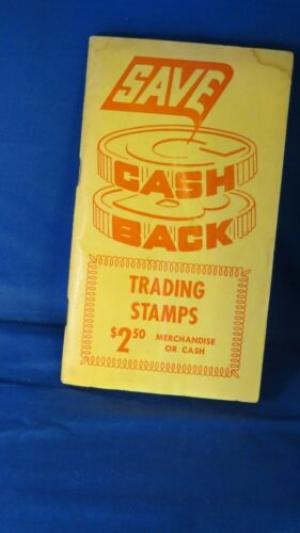 SAVE
CASH
BACK
TRADING
STAMPS
$2.50 MERCHANDISE
OR CASH